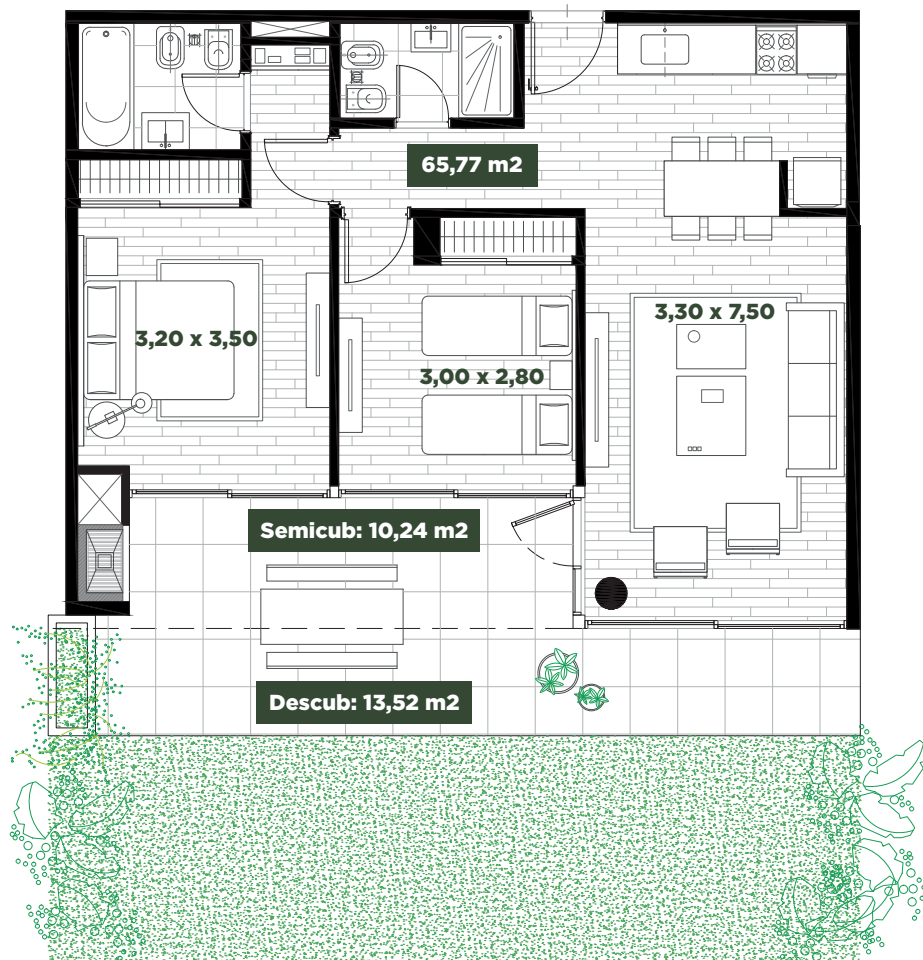 65,77 m2
3,30 x 7,50
3,20 x 3,50
3,00 x 2,80
Semicub: 10,24 m2
Descub: 13,52 m2